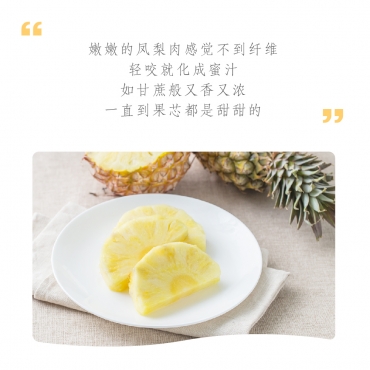 嫩嫩的凤梨肉感觉不到纤维
轻咬就化成蜜汁
如甘蔗般又香又浓
一直到果芯都是甜甜的